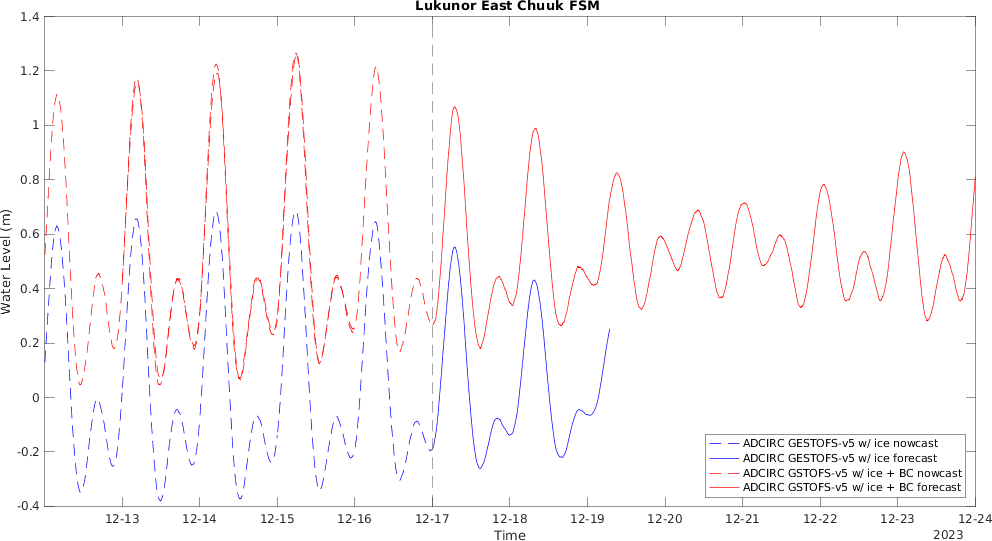 Lukunor East Chuuk FSM
1.4
1.2
1
0.8
0.6
0.4
0.2
0
-0.2
-0.4
Water Level (m)
12-13 12-14 12-15 12-16 12-17 12-18 12-19 12-20 12-21 12-22 12-23 12-24
Time
2023
ADCIRC GESTOFS-v5 w/ ice nowcast
ADCIRC GESTOFS-v5 w/ ice forecast
ADCIRC GSTOFS-v5 w/ ice + BC nowcast
ADCIRC GSTOFS-v5 w/ ice + BC forecast